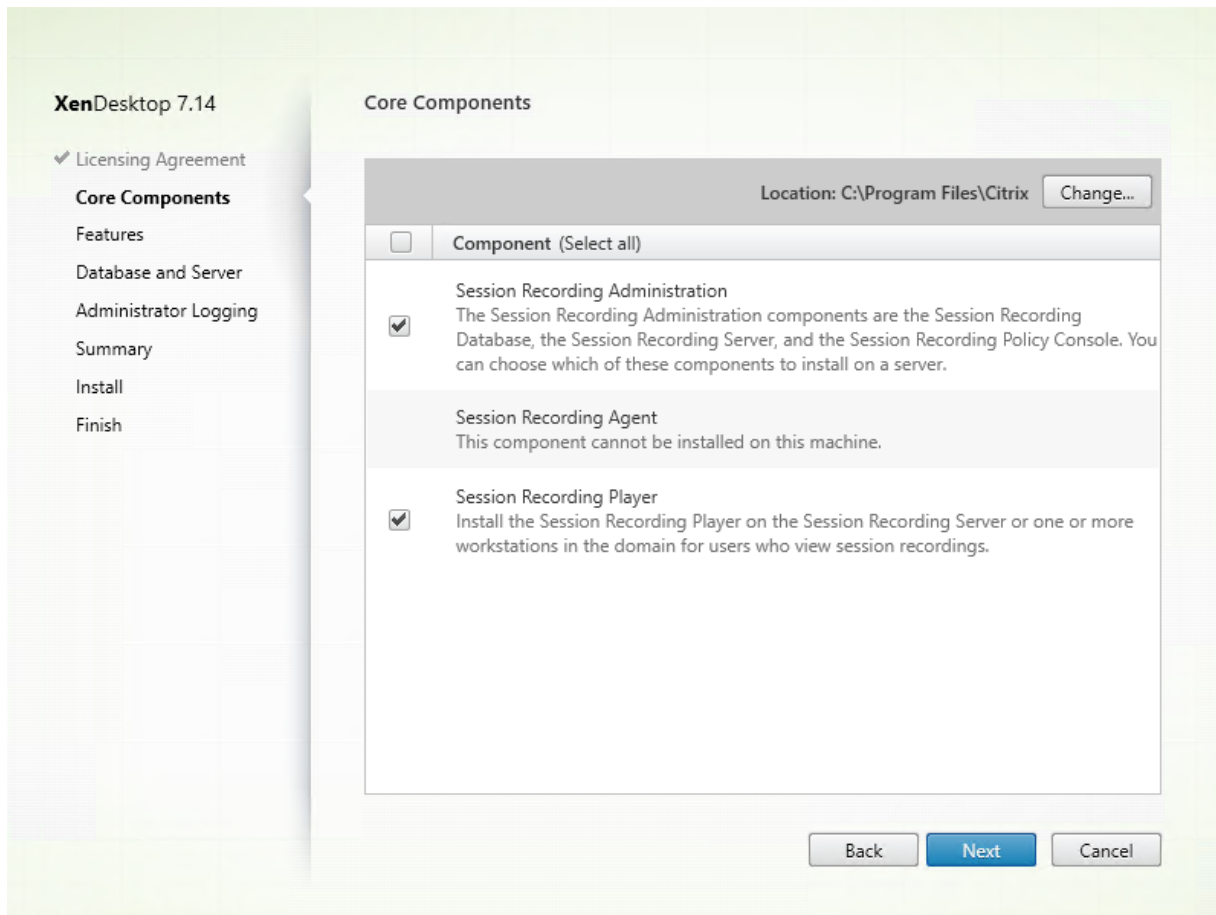 XenDesktop 7.14
Licensing Agreement
Core Components
Features
Database and Server
Administrator Logging
Summary
Install
Finish
Core Components
Location: C:\Program Files\Citrix
Change...
Component (Select all)
Session Recording Administration
The Session Recording Administration components are the Session Recording
Database, the Session Recording Server, and the Session Recording Policy Console. You
can choose which of these components to install on a server.
Session Recording Agent
This component cannot be installed on this machine.
Session Recording Player
Install the Session Recording Player on the Session Recording Server or one or more
workstations in the domain for users who view session recordings.
Back
Next
Cancel